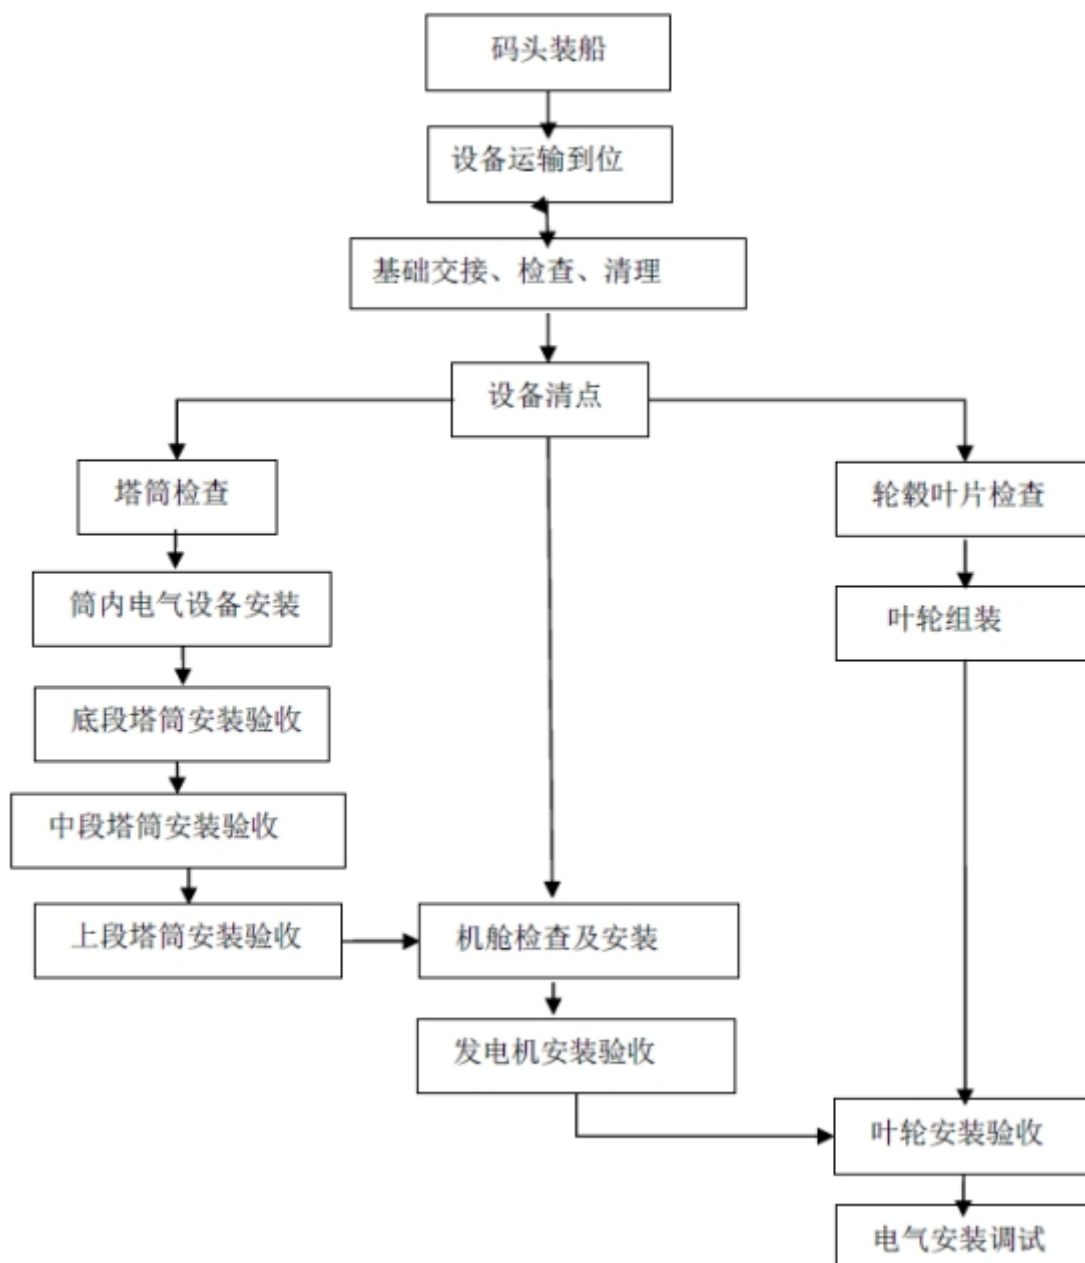 码头装船
设备运输到位
基础交接、检查、清理
设备清点
塔筒检查
轮毂叶片检查
筒内电气设备安装
叶轮组装
底段塔筒安装验收
中段塔筒安装验收
上段塔筒安装验收
机舱检查及安装
发电机安装验收
叶轮安装验收
电气安装调试